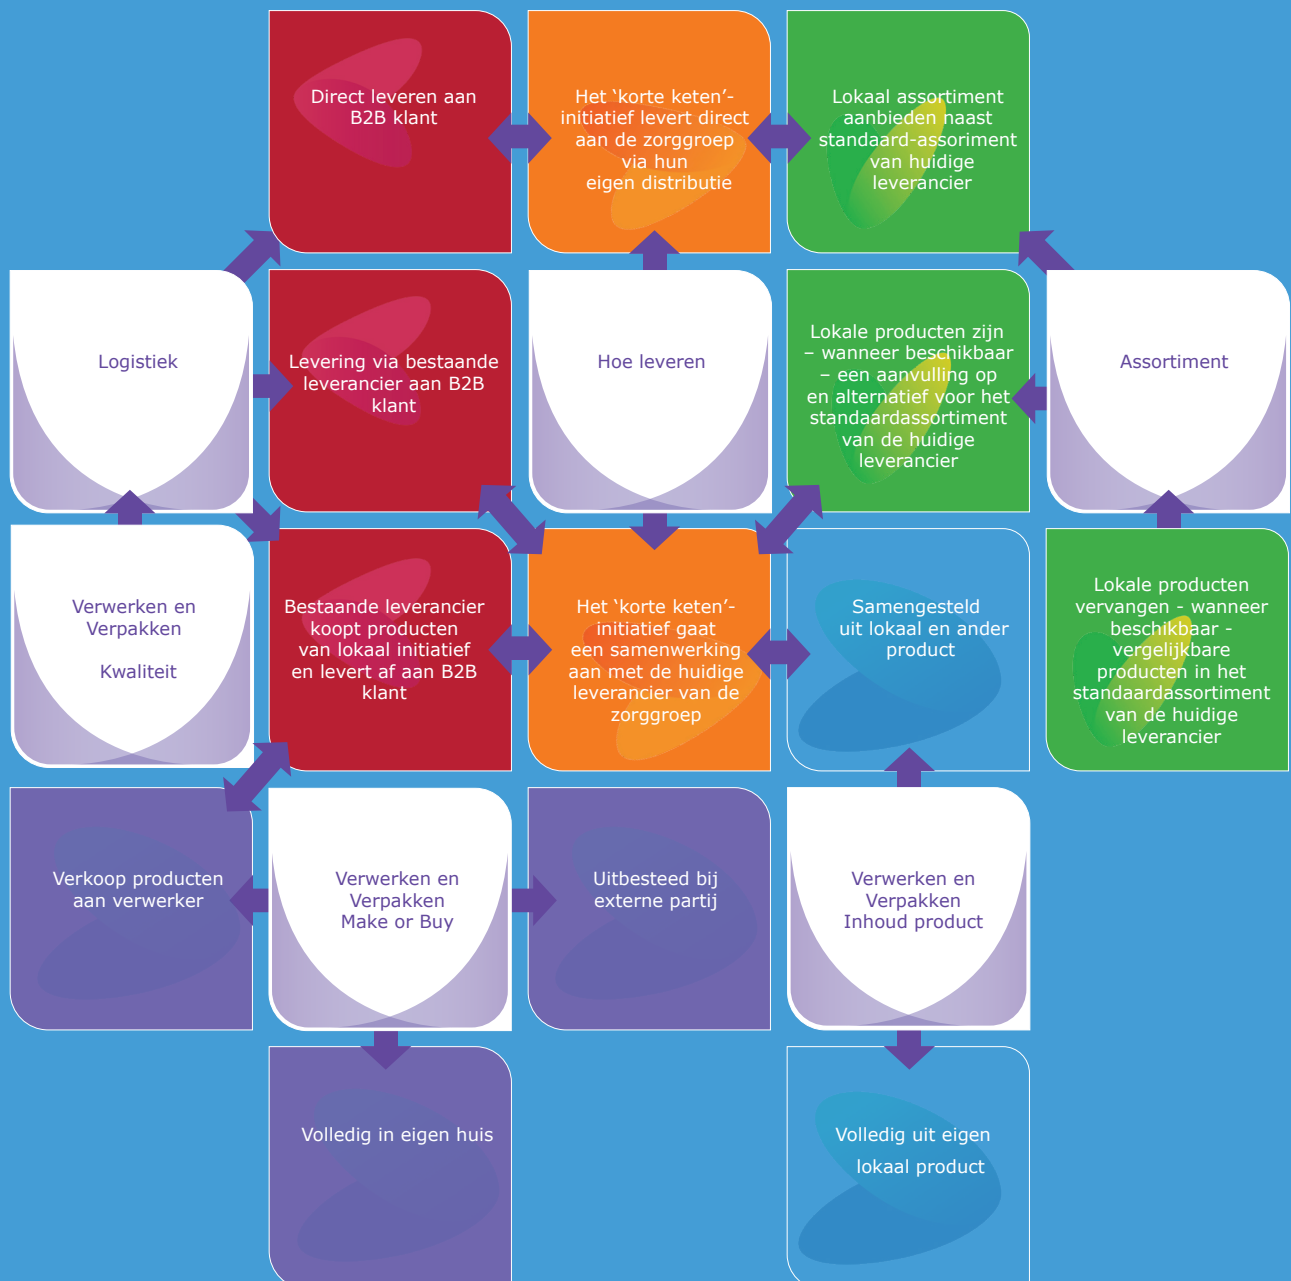 Direct leveren aan
B2B klant
Het ‘korte keten’-
initiatief levert direct
aan de zorggroep
via hun
eigen distributie
Lokaal assortiment
aanbieden naast
standaard-assoriment
van huidige
leverancier
Logistiek
Levering via bestaande
leverancier aan B2B
klant
Hoe leveren
Lokale producten zijn
– wanneer beschikbaar
– een aanvulling op
en alternatief voor het
standaardassortiment
van de huidige
leverancier
Assortiment
Verwerken en
Verpakken
Kwaliteit
Bestaande leverancier
koopt producten
van lokaal initiatief
en levert af aan B2B
klant
Het ‘korte keten’-
initiatief gaat
een samenwerking
aan met de huidige
leverancier van de
zorggroep
Samengesteld
uit lokaal en ander
product
Lokale producten
vervangen - wanneer
beschikbaar -
vergelijkbare
producten in het
standaardassortiment
van de huidige
leverancier
Verkoop producten
aan verwerker
Verwerken en
Verpakken
Make or Buy
Uitbesteed bij
externe partij
Verwerken en
Verpakken
Inhoud product
Volledig in eigen huis
Volledig uit eigen
lokaal product